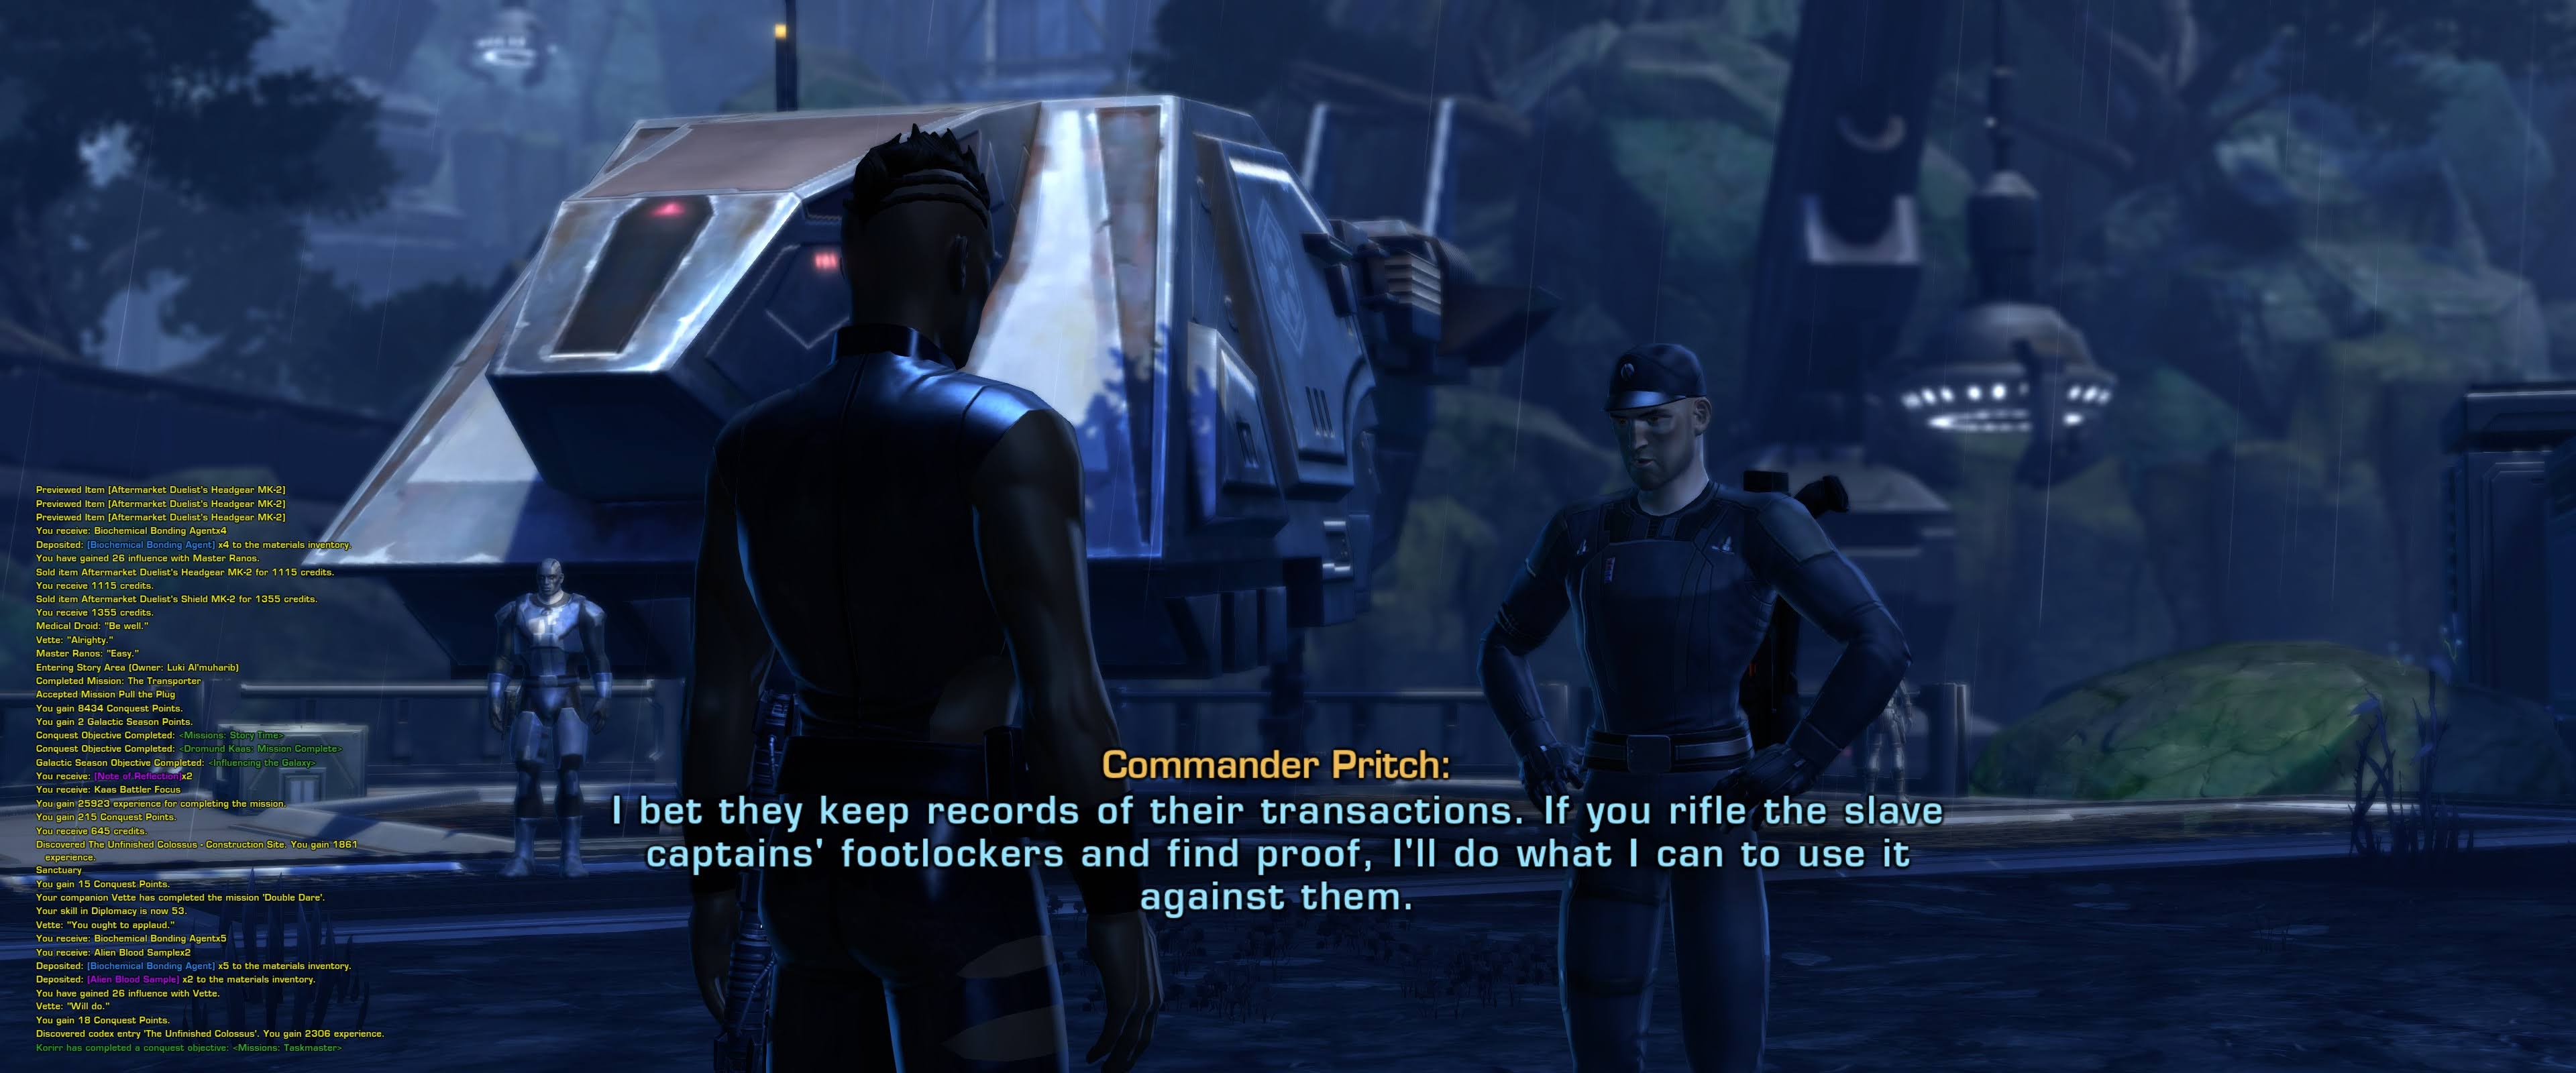 Previewed Item [Aftermarket Duelist's Headgear MK-2]
Previewed Item [Aftermarket Duelist's Headgear MK-2]
Previewed Item [Aftermarket Duelist's Headgear MK-2]
You receive: Biochemical Bonding Agentx4
Deposited: [Biochemical Bonding Agent] x4 to the materials inventory.
You have gained 26 influence with Master Ranos.
Sold item Aftermarket Duelist's Headgear MK-2 for 1115 credits.
You receive 1115 credits.
Sold item Aftermarket Duelist's Shield MK-2 for 1355 credits.
You receive 1355 credits.
Medical Droid: "Be well."
Vette: "Alrighty."
Master Ranos: "Easy."
Entering Story Area (Owner: Luki Al'muharib)
Completed Mission: The Transporter
Accepted Mission Pull the Plug
You gain 8434 Conquest Points.
You gain 2 Galactic Season Points.
Conquest Objective Completed: <Missions: Story Time>
Conquest Objective Completed: <Dromund Kaas: Mission Complete>
Galactic Season Objective Completed: <Influencing the Galaxy>
You receive: [Note of Reflection]x2
You receive: Kaas Battler Focus
You gain 25923 experience for completing the mission.
You gain 215 Conquest Points.
You receive 645 credits.
Discovered The Unfinished Colossus - Construction Site. You gain 1861
experience.
Sanctuary
You gain 15 Conquest Points.
Your companion Vette has completed the mission 'Double Dare'.
Your skill in Diplomacy is now 53.
Vette: "You ought to applaud."
You receive: Biochemical Bonding Agentx5
You receive: Alien Blood Samplex2
Deposited: [Biochemical Bonding Agent] x5 to the materials inventory.
Deposited: [Alien Blood Sample] x2 to the materials inventory.
You have gained 26 influence with Vette.
Vette: "Will do."
You gain 18 Conquest Points.
Discovered codex entry 'The Unfinished Colossus'. You gain 2306 experience.
Korirr has completed a conquest objective: <Missions: Taskmaster>
Commander Pritch:
I bet they keep records of their transactions. If you rifle the slave
captains' footlockers and find proof, I'll do what I can to use it
against them.